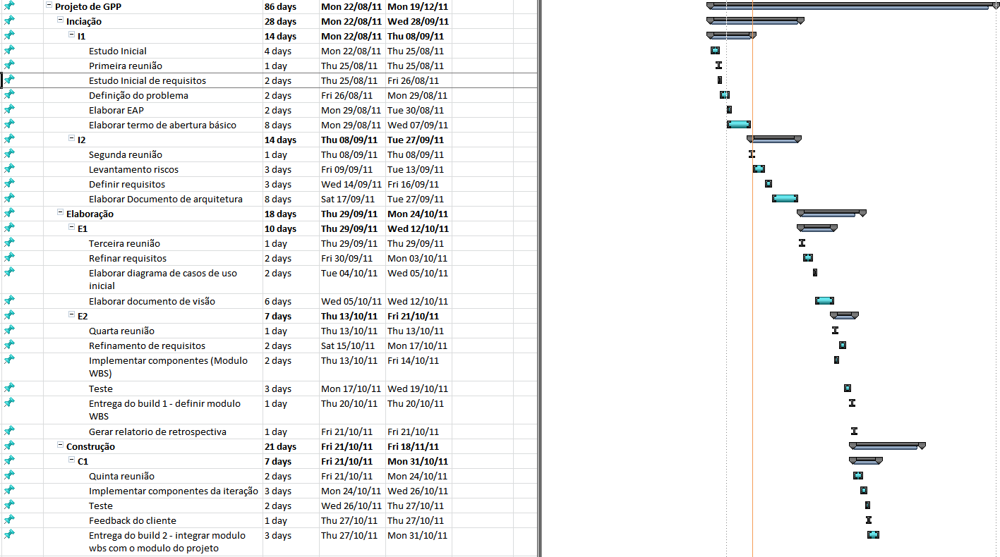 Projeto de GPP 86 days Mon 22/08/11 Mon 19/12/11
Inciação 28 days Mon 22/08/11 Wed 28/09/11
I1 14 days Mon 22/08/11 Thu 08/09/11
Estudo Inicial 4 days Mon 22/08/11 Thu 25/08/11
Primeira reunião 1 day Thu 25/08/11 Thu 25/08/11
Estudo Inicial de requisitos 2 days Thu 25/08/11 Fri 26/08/11
Definição do problema 2 days Fri 26/08/11 Mon 29/08/11
Elaborar EAP 2 days Mon 29/08/11 Tue 30/08/11
Elaborar termo de abertura básico 8 days Mon 29/08/11 Wed 07/09/11
I2 14 days Thu 08/09/11 Tue 27/09/11
Segunda reunião 1 day Thu 08/09/11 Thu 08/09/11
Levantamento riscos 3 days Fri 09/09/11 Tue 13/09/11
Definir requisitos 3 days Wed 14/09/11 Fri 16/09/11
Elaborar Documento de arquitetura 8 days Sat 17/09/11 Tue 27/09/11
Elaboração 18 days Thu 29/09/11 Mon 24/10/11
E1 10 days Thu 29/09/11 Wed 12/10/11
Terceira reunião 1 day Thu 29/09/11 Thu 29/09/11
Refinar requisitos 2 days Fri 30/09/11 Mon 03/10/11
Elaborar diagrama de casos de uso 2 days Tue 04/10/11 Wed 05/10/11
inicial
Elaborar documento de visão 6 days Wed 05/10/11 Wed 12/10/11
E2 7 days Thu 13/10/11 Fri 21/10/11
Quarta reunião 1 day Thu 13/10/11 Thu 13/10/11
Refinamento de requisitos 2 days Sat 15/10/11 Mon 17/10/11
Implementar componentes (Modulo 2 days Thu 13/10/11 Fri 14/10/11
WBS)
Teste 3 days Mon 17/10/11 Wed 19/10/11
Entrega do build 1 - definir modulo 1 day Thu 20/10/11 Thu 20/10/11
WBS
Gerar relatorio de retrospectiva 1 day Fri 21/10/11 Fri 21/10/11
Construção 21 days Fri 21/10/11 Fri 18/11/11
C1 7 days Fri 21/10/11 Mon 31/10/11
Quinta reunião 2 days Fri 21/10/11 Mon 24/10/11
Implementar componentes da iteração 3 days Mon 24/10/11 Wed 26/10/11
Teste 2 days Wed 26/10/11 Thu 27/10/11
Feedback do cliente 1 day Thu 27/10/11 Thu 27/10/11
Entrega do build 2 - integrar modulo 3 days Thu 27/10/11 Mon 31/10/11
wbs com o modulo do projeto